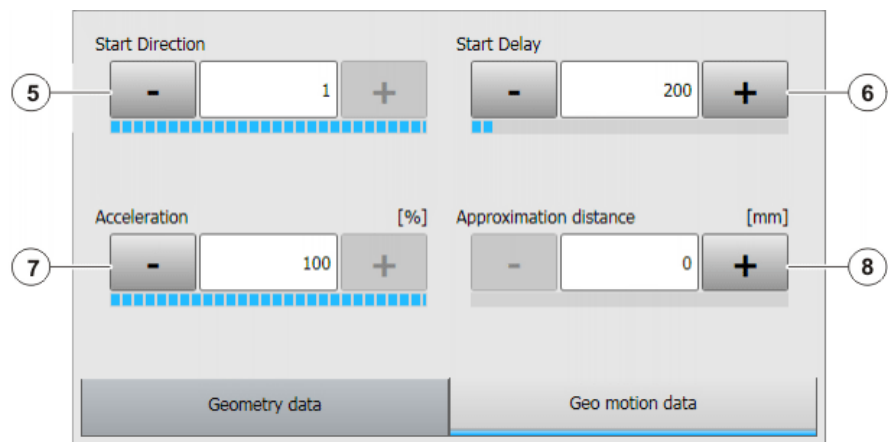 Start Direction
Start Delay
5
-
1
+
-
200
+
6
Acceleration [%]
Approximation distance [mm]
7
-
100
+
-
0
+
8
Geometry data
Geo motion data